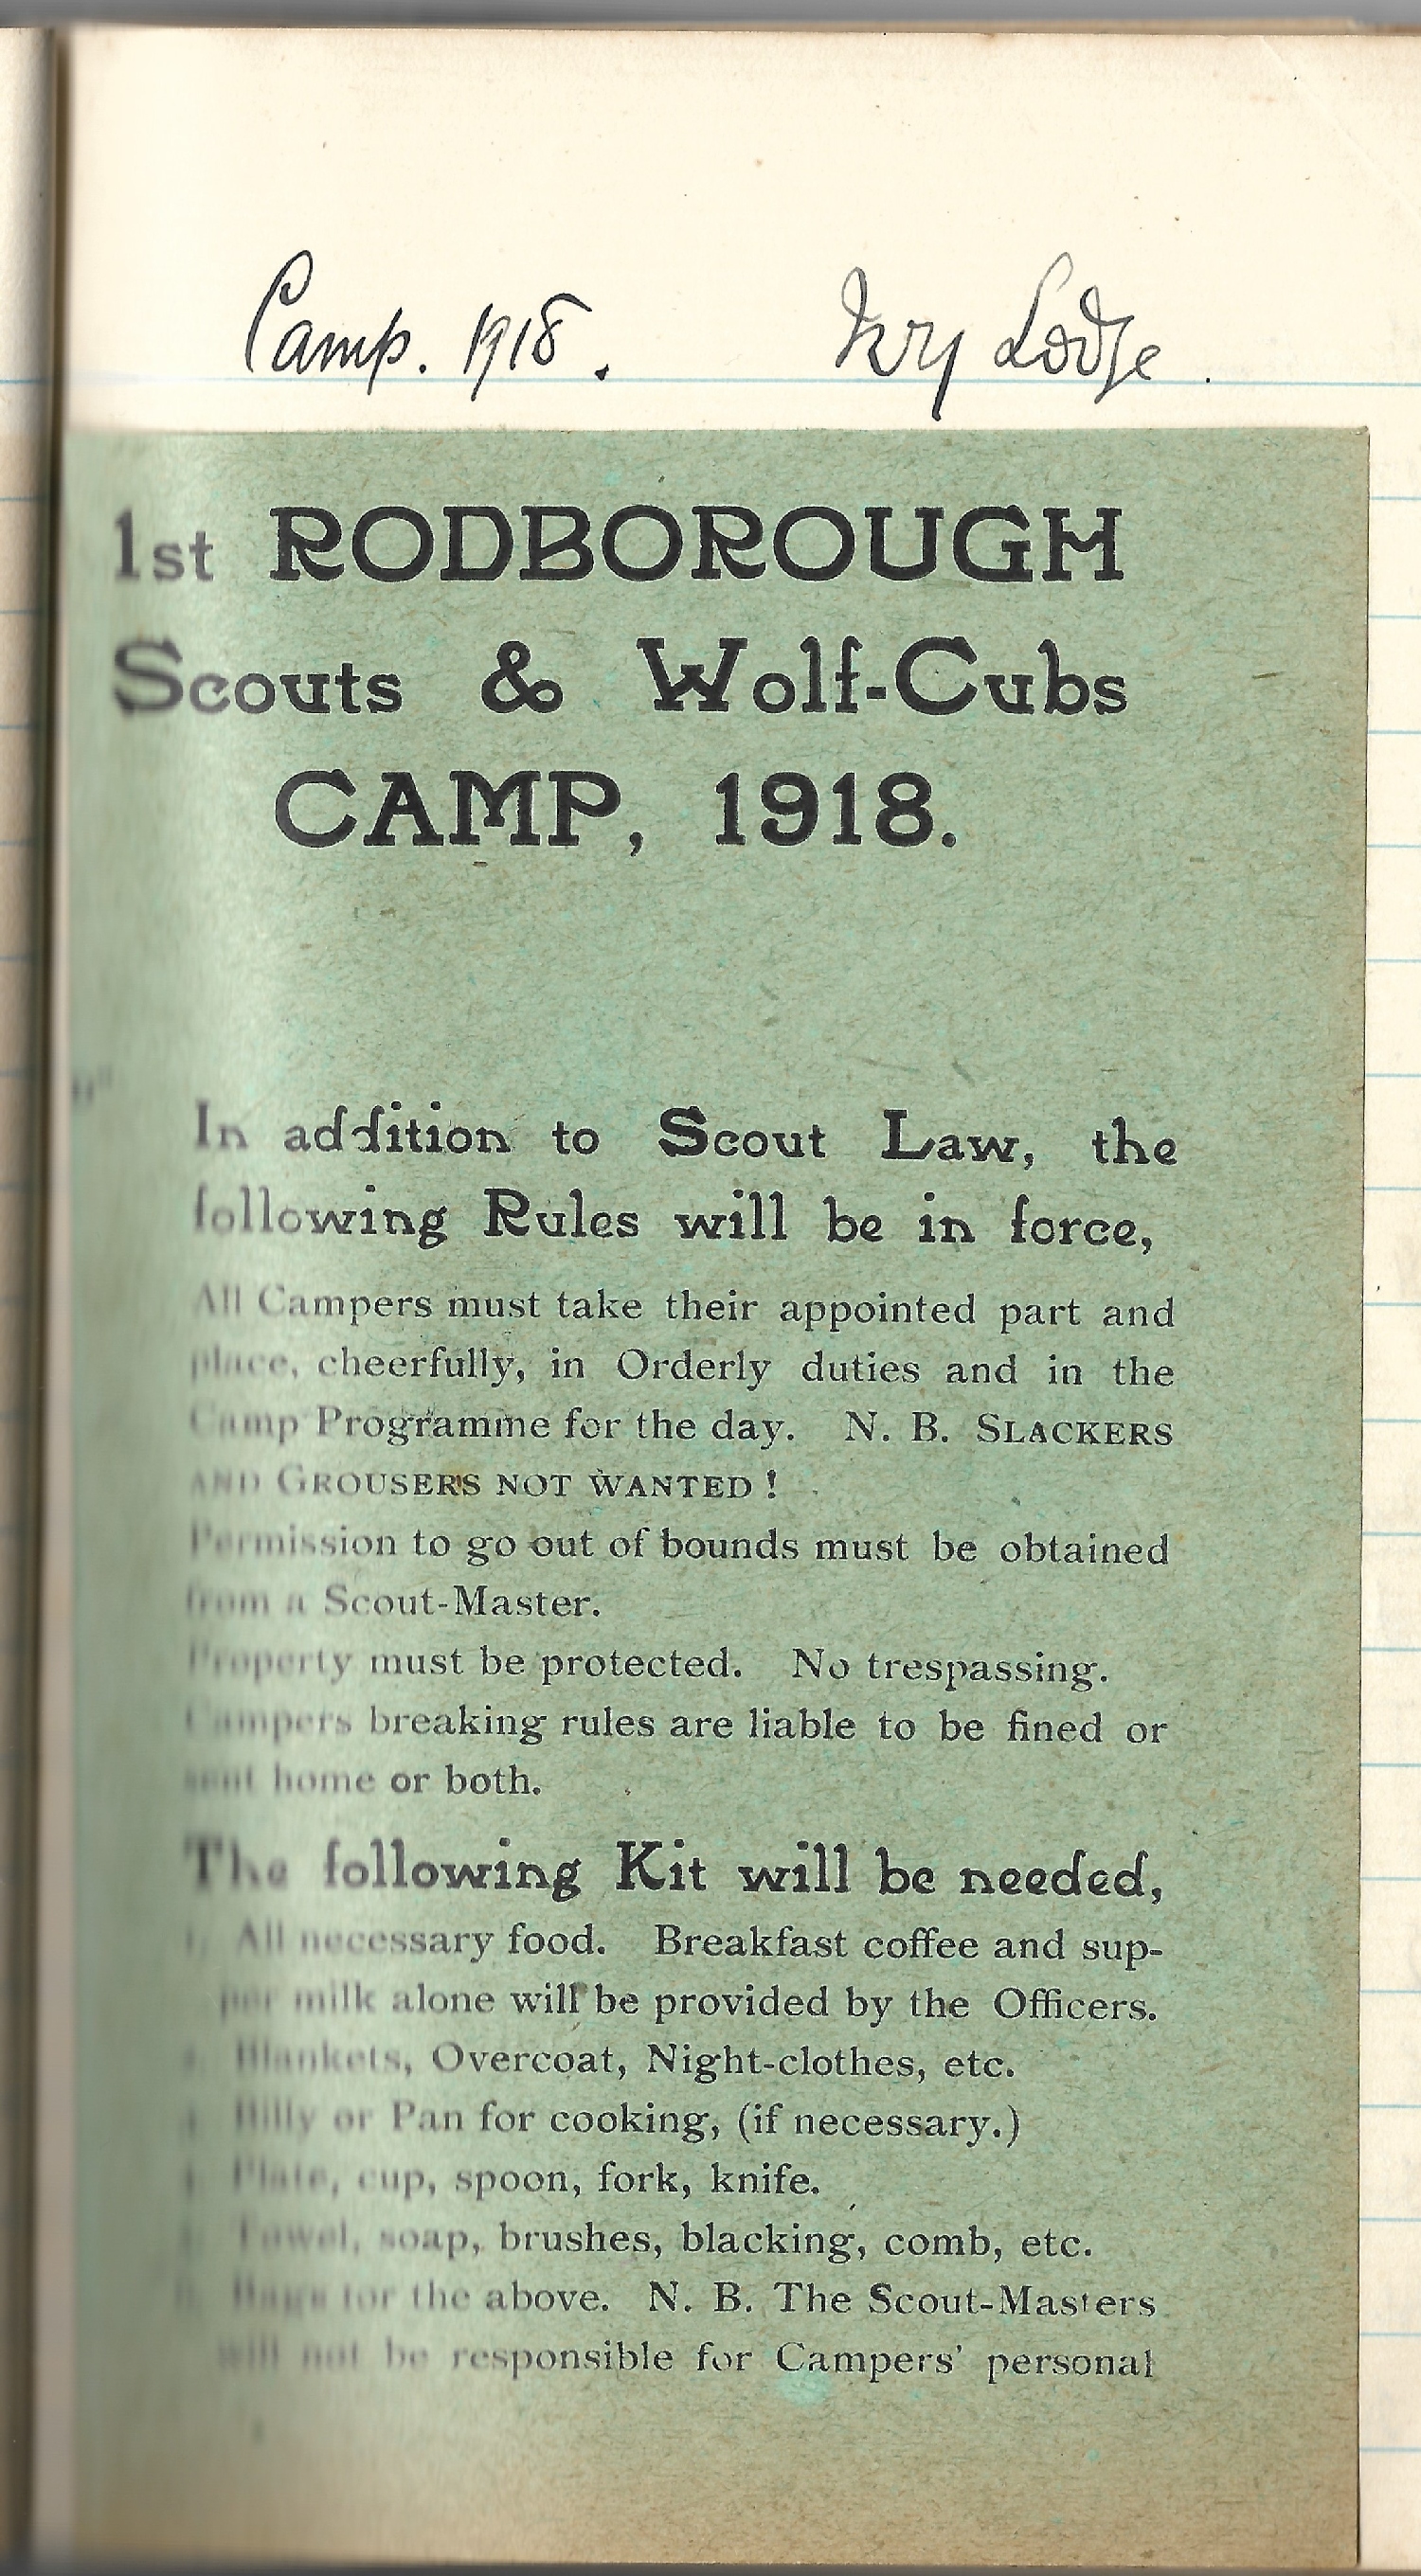 Camp. 1918. Ivy Lodge.
1st RODBOROUGH
Scouts & Wolf-Cubs
CAMP, 1918.
In addition to Scout Law, the
following Rules will be in force,
All Campers must take their appointed part and
place, cheerfully, in Orderly duties and in the
Camp Programme for the day. N. B. SLACKERS
AND GROUSERS NOT WANTED !
Permission to go out of bounds must be obtained
from a Scout-Master.
Property must be protected. No trespassing.
Campers breaking rules are liable to be fined or
sent home or both.
The following Kit will be needed,
1. All necessary food. Breakfast coffee and sup-
per milk alone will be provided by the Officers.
Blankets, Overcoat, Night-clothes, etc.
Billy or Pan for cooking, (if necessary.)
Plate, cup, spoon, fork, knife.
Towel, soap, brushes, blacking, comb, etc.
Bags for the above. N. B. The Scout-Masters
will not be responsible for Campers' personal